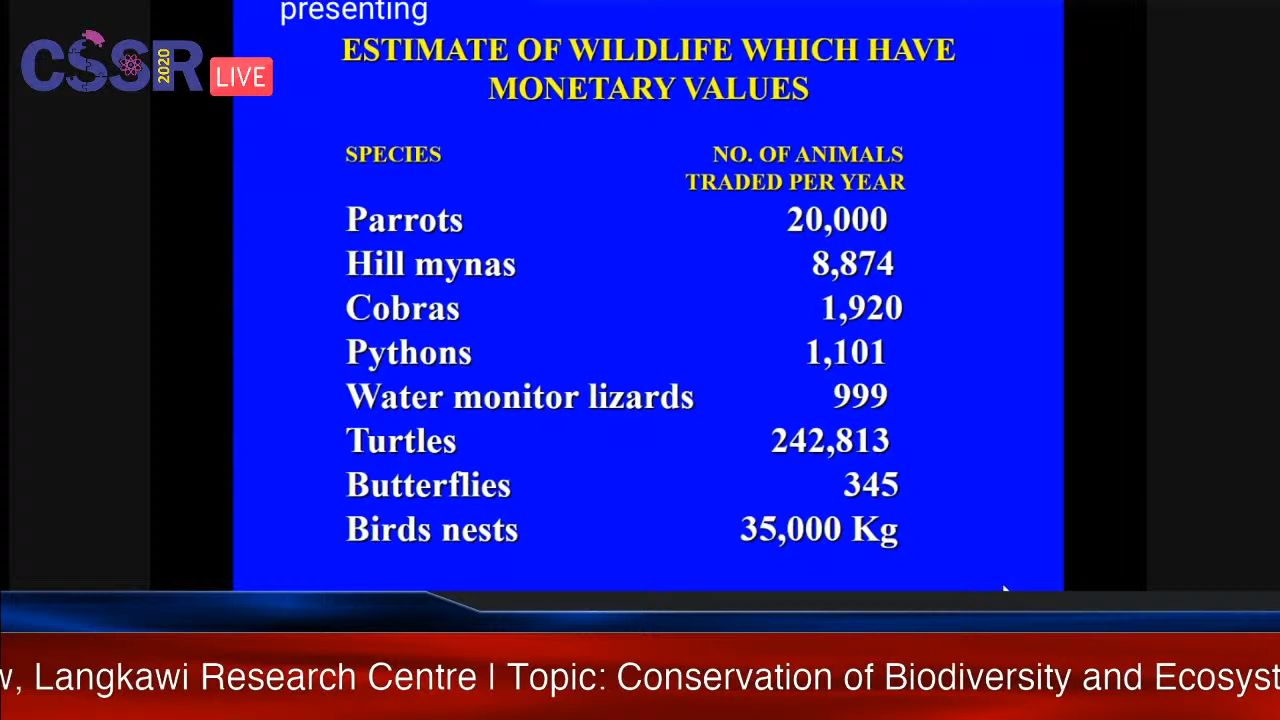 presenting
CSSR 2020 LIVE
ESTIMATE OF WILDLIFE WHICH HAVE
MONETARY VALUES
SPECIES NO. OF ANIMALS
TRADED PER YEAR
Parrots 20,000
Hill mynas 8,874
Cobras 1,920
Pythons 1,101
Water monitor lizards 999
Turtles 242,813
Butterflies 345
Birds nests 35,000 Kg
w, Langkawi Research Centre | Topic: Conservation of Biodiversity and Ecosyst